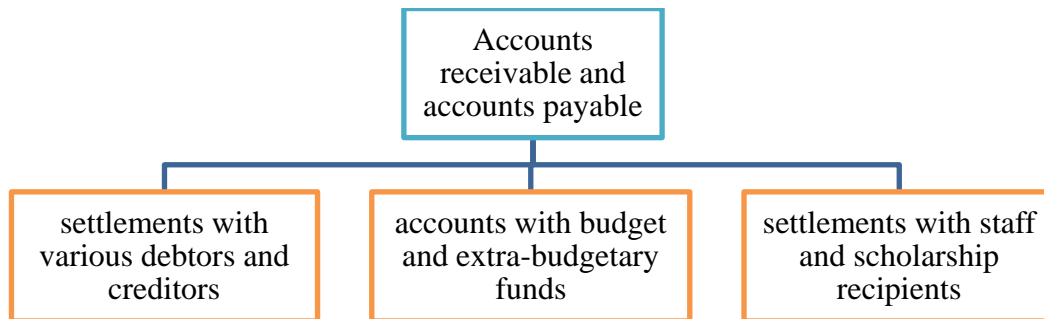 Accounts
receivable and
accounts payable
settlements with
various debtors and
creditors
accounts with budget
and extra-budgetary
funds
settlements with staff
and scholarship
recipients